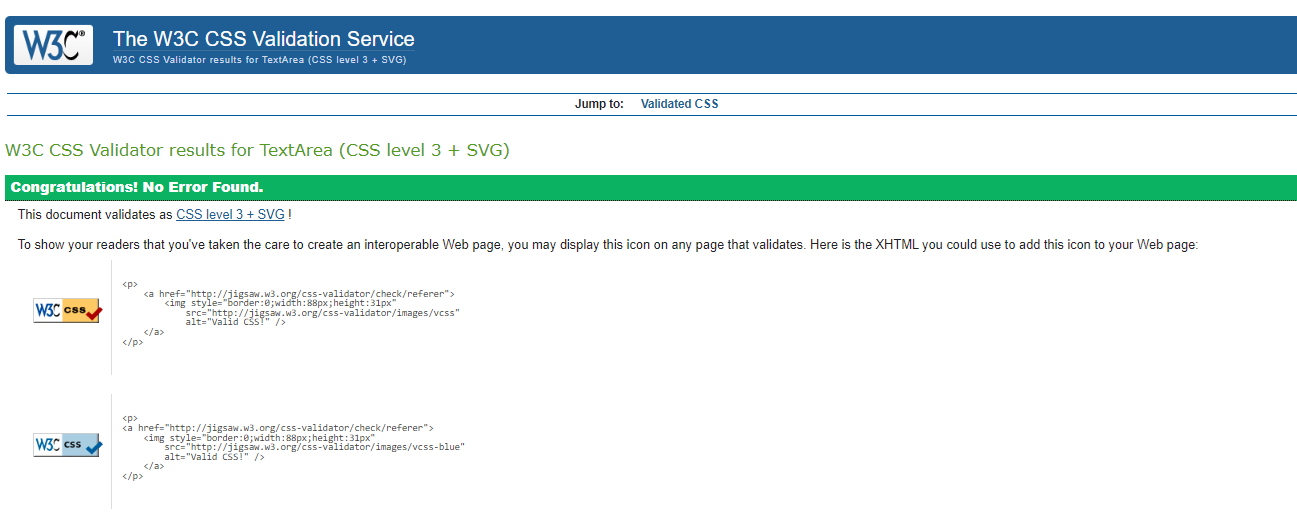 W3C®
The W3C CSS Validation Service
W3C CSS Validator results for TextArea (CSS level 3 + SVG)
Jump to: Validated CSS
W3C CSS Validator results for TextArea (CSS level 3 + SVG)
Congratulations! No Error Found.
This document validates as CSS level 3 + SVG !
To show your readers that you've taken the care to create an interoperable Web page, you may display this icon on any page that validates. Here is the XHTML you could use to add this icon to your Web page:
W3C css
<p>
<a href="http://jigsaw.w3.org/css-validator/check/referer">
<img style="border:0;width:88px;height:31px"
src="http://jigsaw.w3.org/css-validator/images/vcss"
alt="Valid CSS!" />
</a>
</p>
W3C css
<p>
<a href="http://jigsaw.w3.org/css-validator/check/referer">
<img style="border:0;width:88px;height:31px"
src="http://jigsaw.w3.org/css-validator/images/vcss-blue"
alt="Valid CSS!" />
</a>
</p>